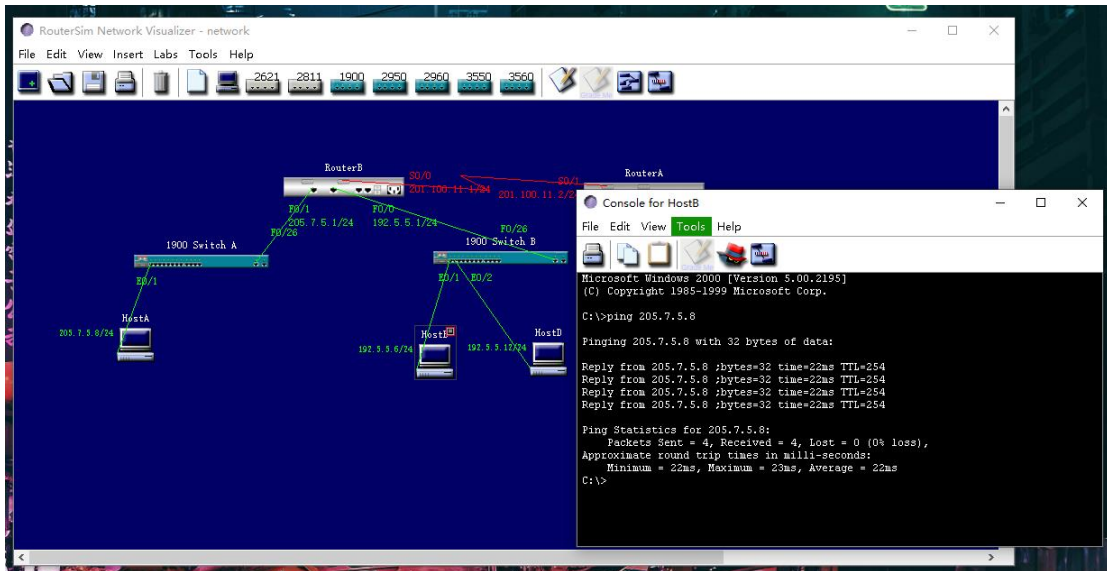 RouterSim Network Visualizer - network
File Edit View Insert Labs Tools Help
2621 2811 1900 2950 2960 3550 3560
Grade Me
RouterB
S0/0
201.100.11.1/24
S0/1
201.100.11.2/2
RouterA
F0/1
205.7.5.1/24
F0/0
192.5.5.1/24
F0/26
F0/26
1900 Switch A
1900 Switch B
E0/1
E0/1 E0/2
HostA
205.7.5.8/24
HostB
192.5.5.6/24
HostD
192.5.5.12/24
Console for HostB
File Edit View Tools Help
Microsoft Windows 2000 [Version 5.00.2195]
(C) Copyright 1985-1999 Microsoft Corp.
C:\>ping 205.7.5.8
Pinging 205.7.5.8 with 32 bytes of data:
Reply from 205.7.5.8 ;bytes=32 time=22ms TTL=254
Reply from 205.7.5.8 ;bytes=32 time=22ms TTL=254
Reply from 205.7.5.8 ;bytes=32 time=22ms TTL=254
Reply from 205.7.5.8 ;bytes=32 time=22ms TTL=254
Ping Statistics for 205.7.5.8:
Packets Sent = 4, Received = 4, Lost = 0 (0% loss),
Approximate round trip times in milli-seconds:
Minimum = 22ms, Maximum = 23ms, Average = 22ms
C:\>